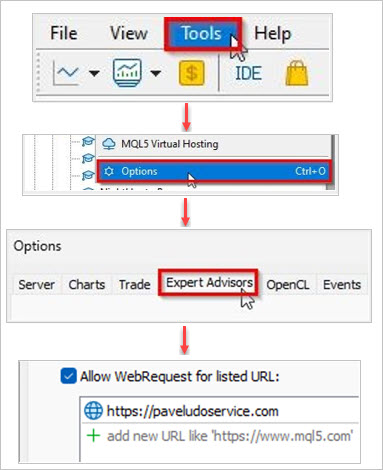 File View Tools Help
IDE
MQL5 Virtual Hosting
Options Ctrl+O
Options
Server Charts Trade Expert Advisors OpenCL Events
Allow WebRequest for listed URL:
https://paveludoservice.com
add new URL like 'https://www.mql5.com'